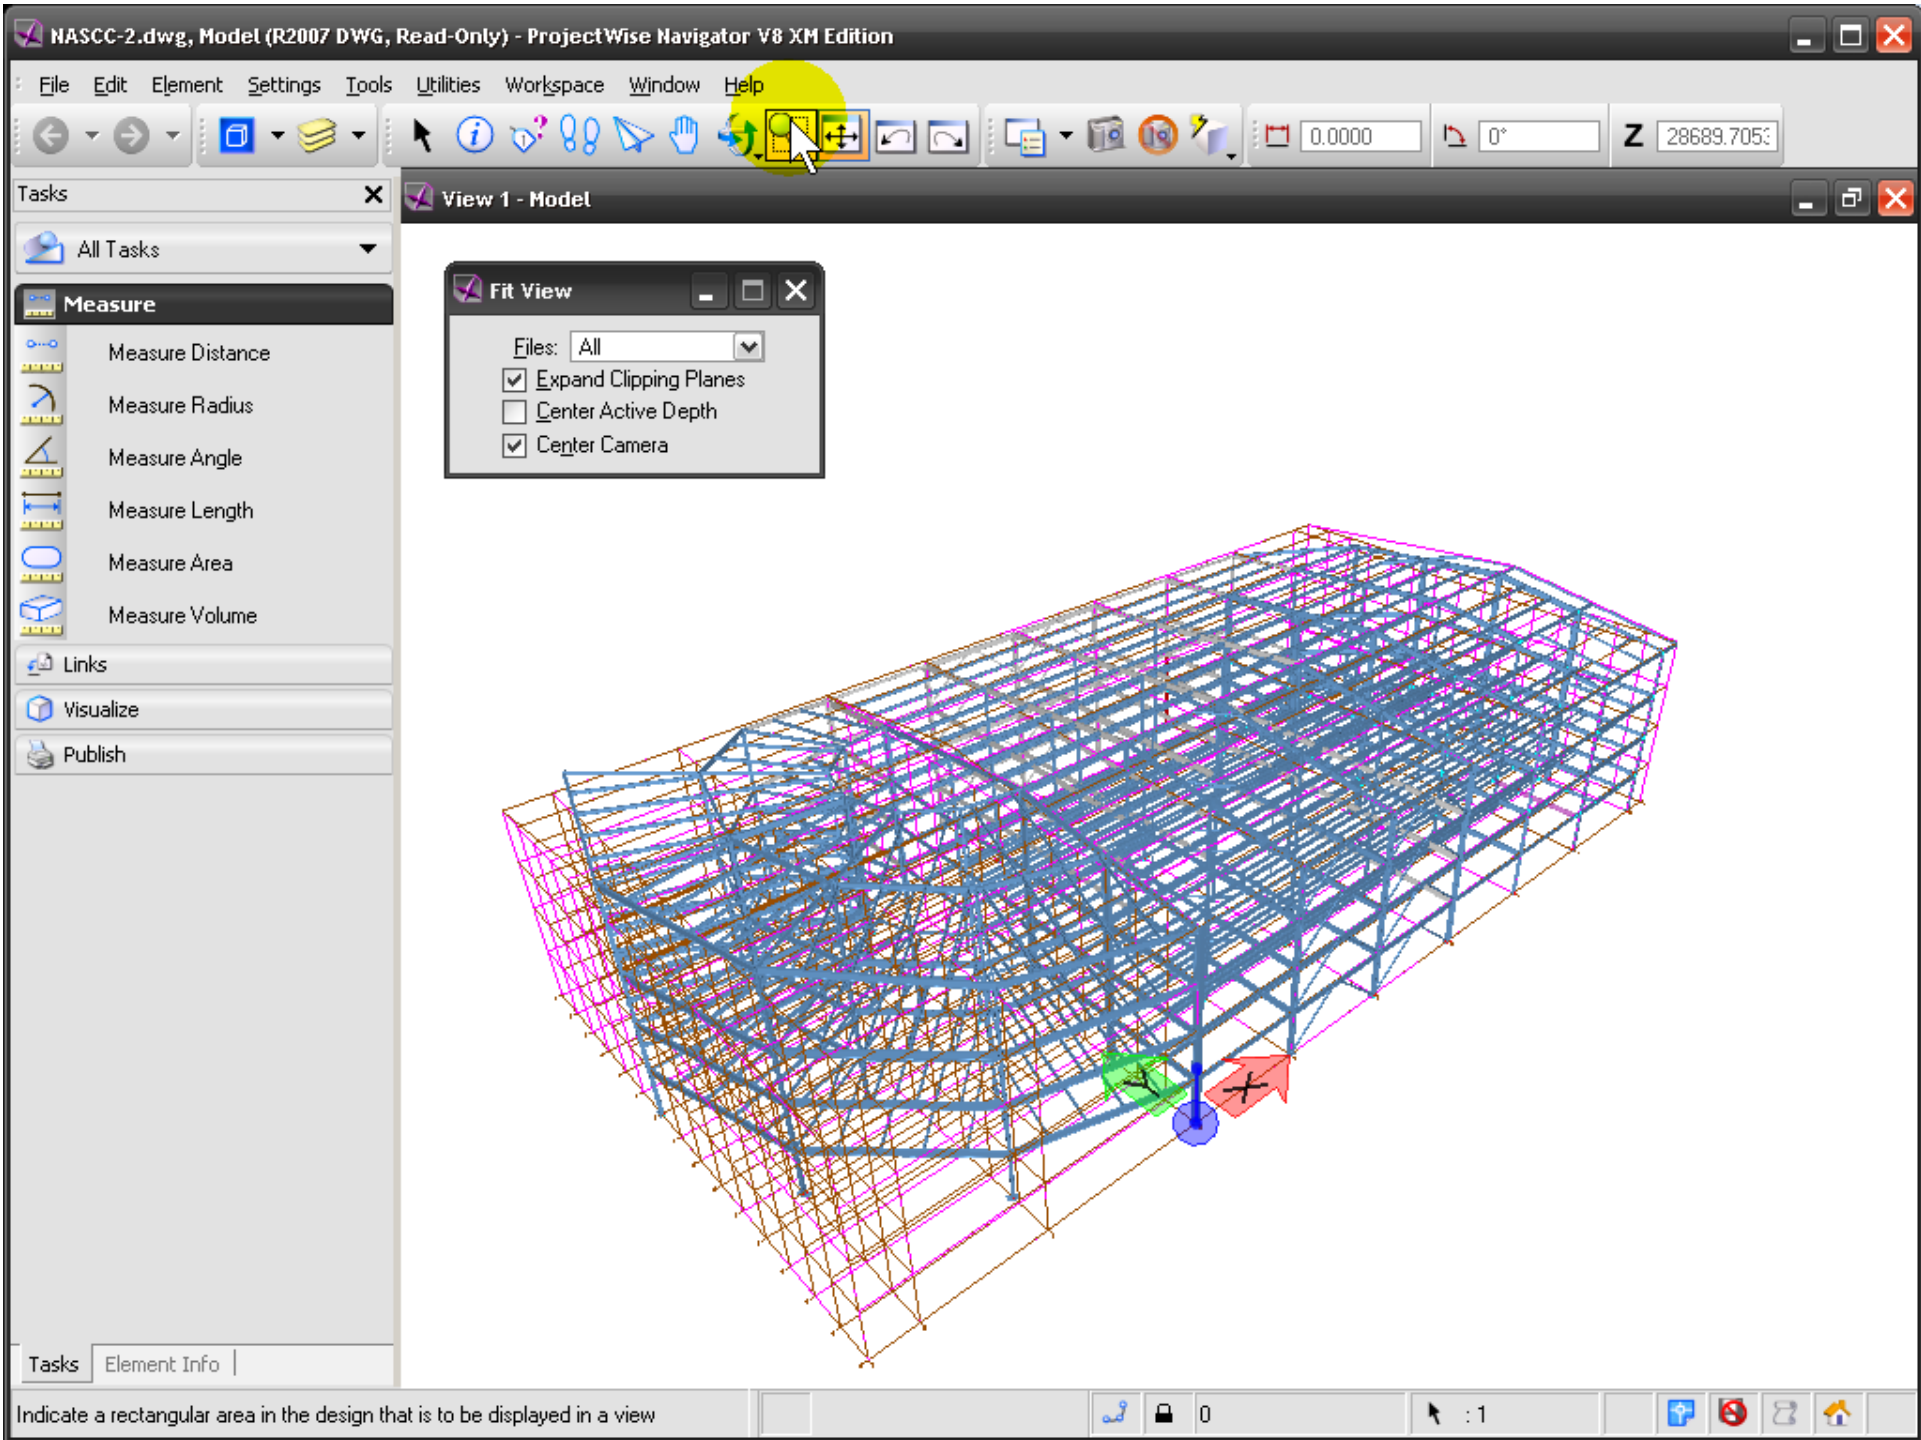 NASCC-2.dwg, Model (R2007 DWG, Read-Only) - ProjectWise Navigator V8 XM Edition
File Edit Element Settings Tools Utilities Workspace Window Help
0.0000 0° Z 28689.7053
Tasks
All Tasks
Measure
Measure Distance
Measure Radius
Measure Angle
Measure Length
Measure Area
Measure Volume
Links
Visualize
Publish
View 1 - Model
Fit View
Files: All
Expand Clipping Planes
Center Active Depth
Center Camera
Y X
Tasks Element Info
Indicate a rectangular area in the design that is to be displayed in a view
0
: 1